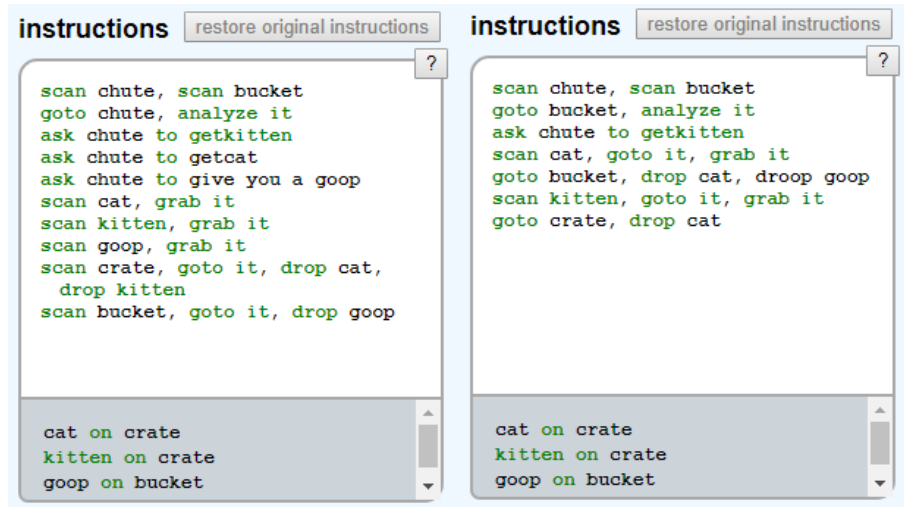 instructions restore original instructions
?
scan chute, scan bucket
goto chute, analyze it
ask chute to getkitten
ask chute to getcat
ask chute to give you a goop
scan cat, grab it
scan kitten, grab it
scan goop, grab it
scan crate, goto it, drop cat,
drop kitten
scan bucket, goto it, drop goop
cat on crate
kitten on crate
goop on bucket
instructions restore original instructions
?
scan chute, scan bucket
goto bucket, analyze it
ask chute to getkitten
scan cat, goto it, grab it
goto bucket, drop cat, droop goop
scan kitten, goto it, grab it
goto crate, drop cat
cat on crate
kitten on crate
goop on bucket